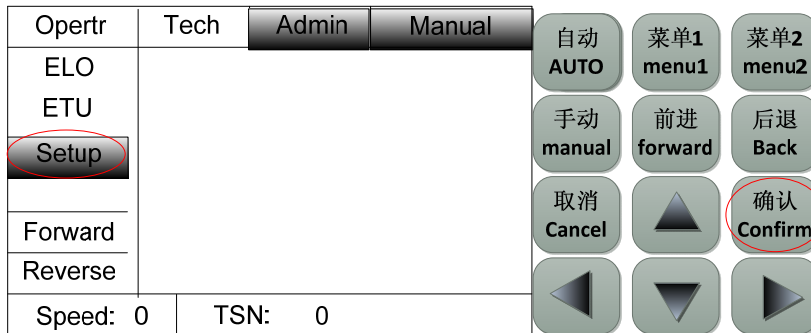 Opertr Tech Admin Manual
ELO
ETU
Setup
Forward
Reverse
Speed: 0 TSN: 0
自动 菜单1 菜单2
AUTO menu1 menu2
手动 前进 后退
manual forward Back
取消 确认
Cancel Confirm